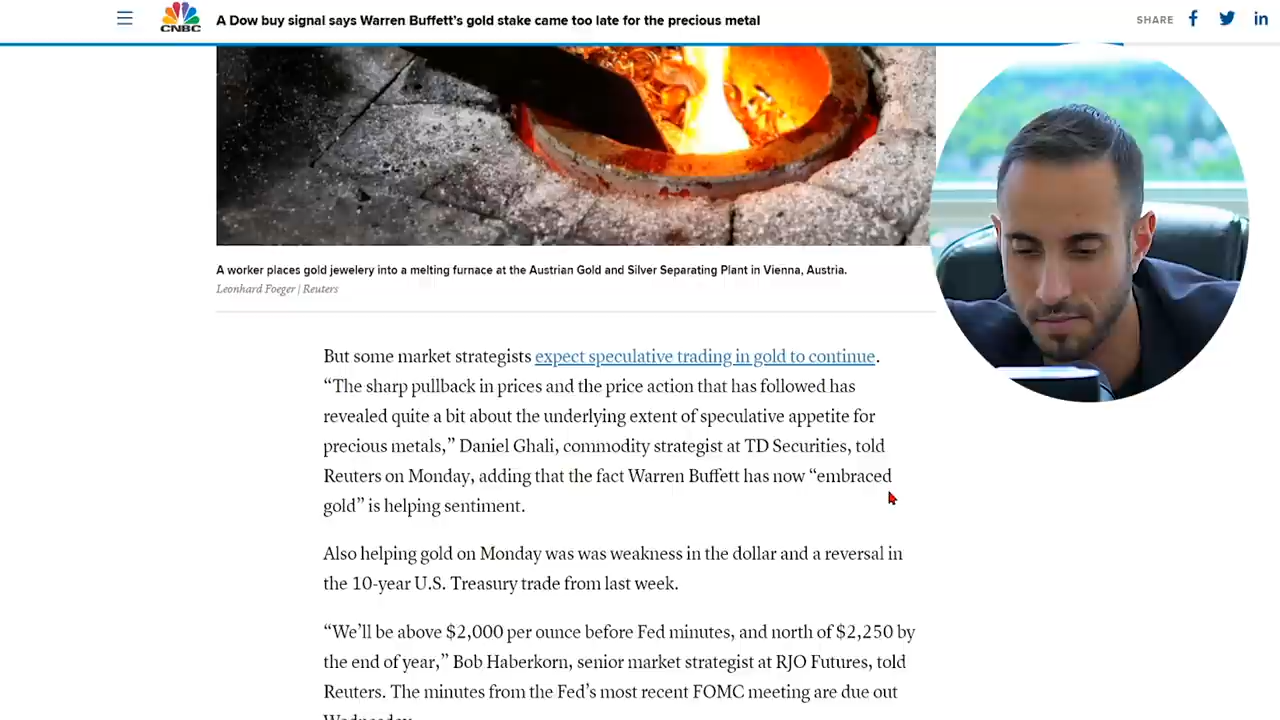 CNBC
A Dow buy signal says Warren Buffett's gold stake came too late for the precious metal
SHARE
A worker places gold jewelery into a melting furnace at the Austrian Gold and Silver Separating Plant in Vienna, Austria.
Leonhard Foeger | Reuters
But some market strategists expect speculative trading in gold to continue.
“The sharp pullback in prices and the price action that has followed has
revealed quite a bit about the underlying extent of speculative appetite for
precious metals,” Daniel Ghali, commodity strategist at TD Securities, told
Reuters on Monday, adding that the fact Warren Buffett has now “embraced
gold” is helping sentiment.
Also helping gold on Monday was was weakness in the dollar and a reversal in
the 10-year U.S. Treasury trade from last week.
“We’ll be above $2,000 per ounce before Fed minutes, and north of $2,250 by
the end of year,” Bob Haberkorn, senior market strategist at RJO Futures, told
Reuters. The minutes from the Fed’s most recent FOMC meeting are due out
Wednesday.